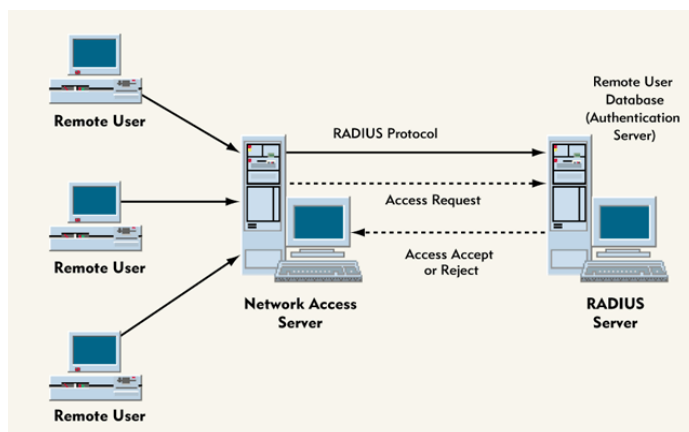 Remote User
Remote User
Remote User
RADIUS Protocol
Access Request
Access Accept
or Reject
Network Access
Server
Remote User
Database
(Authentication
Server)
RADIUS
Server